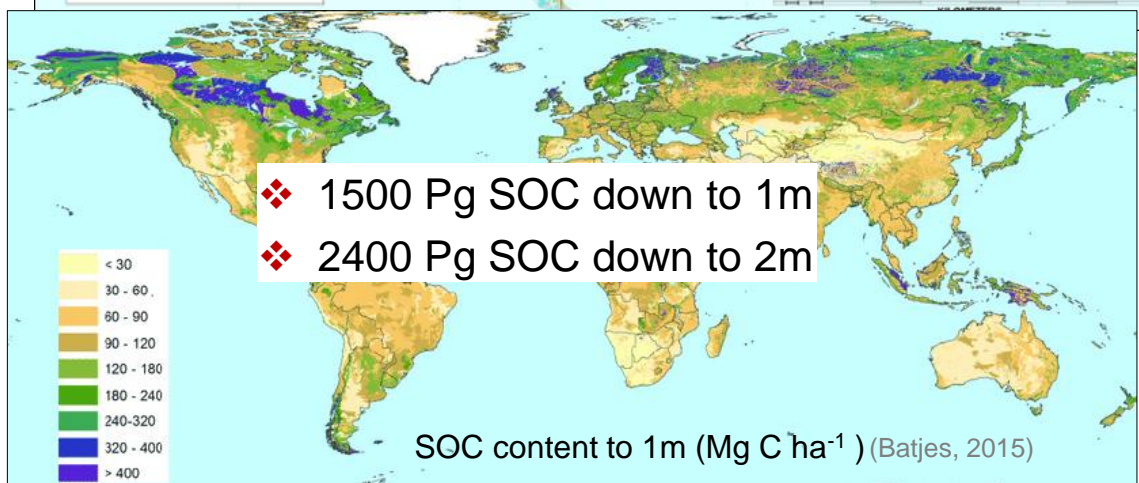 KILOMETERS
❖ 1500 Pg SOC down to 1m
❖ 2400 Pg SOC down to 2m
< 30
30 - 60
60 - 90
90 - 120
120 - 180
180 - 240
240-320
320 - 400
> 400
SOC content to 1m (Mg C ha⁻¹ ) (Batjes, 2015)